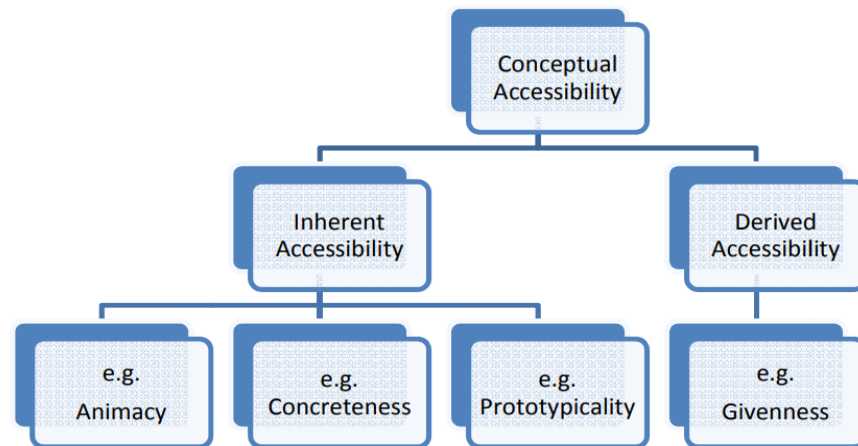 Conceptual
Accessibility
Inherent
Accessibility
Derived
Accessibility
e.g.
Animacy
e.g.
Concreteness
e.g.
Prototypicality
e.g.
Givenness